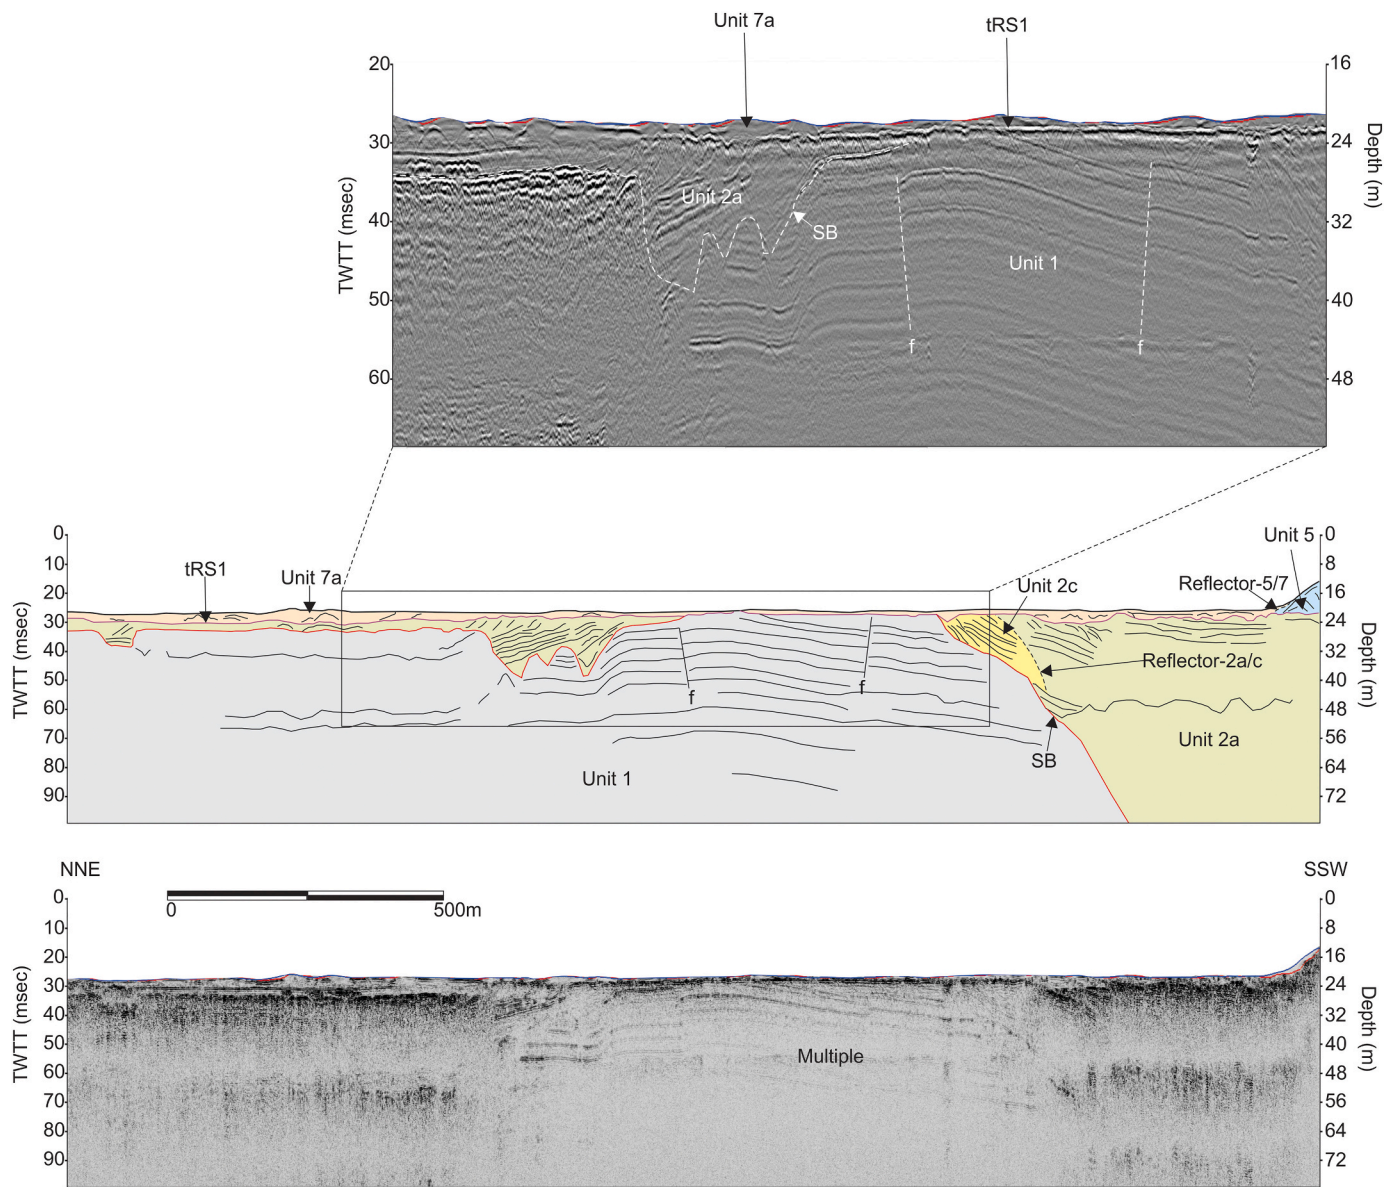 Unit 7a
tRS1
20
16
30
24
Unit 2a
40
32
SB
Unit 1
50
40
f
f
60
48
TWTT (msec)
Depth (m)
0
0
Unit 5
tRS1
Unit 7a
10
8
Unit 2c
Reflector-5/7
20
16
30
24
40
32
Reflector-2a/c
50
40
f
f
60
48
70
56
SB
Unit 2a
80
64
Unit 1
90
72
TWTT (msec)
Depth (m)
NNE
SSW
0
500m
0
0
10
8
20
16
30
24
40
32
50
40
Multiple
60
48
70
56
80
64
90
72
TWTT (msec)
Depth (m)